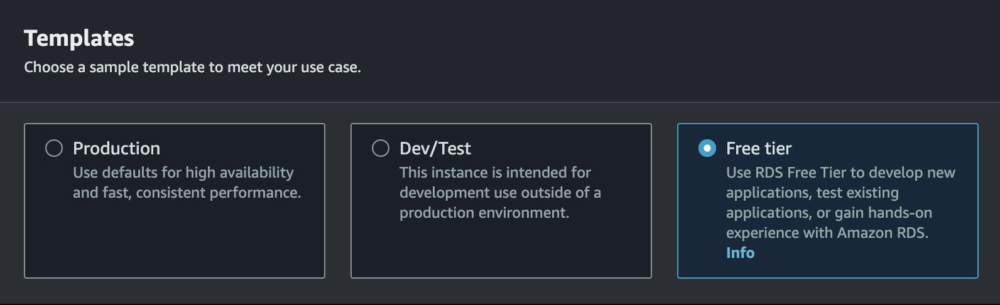 Templates
Choose a sample template to meet your use case.
Production
Use defaults for high availability
and fast, consistent performance.
Dev/Test
This instance is intended for
development use outside of a
production environment.
Free tier
Use RDS Free Tier to develop new
applications, test existing
applications, or gain hands-on
experience with Amazon RDS.
Info